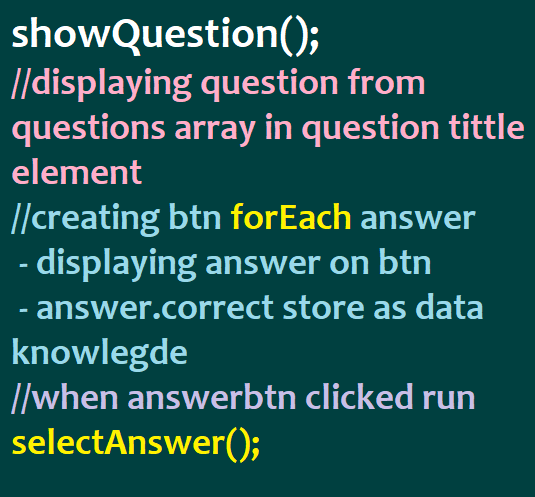 showQuestion();
//displaying question from
questions array in question tittle
element
//creating btn forEach answer
- displaying answer on btn
- answer.correct store as data
knowlegde
//when answerbtn clicked run
selectAnswer();